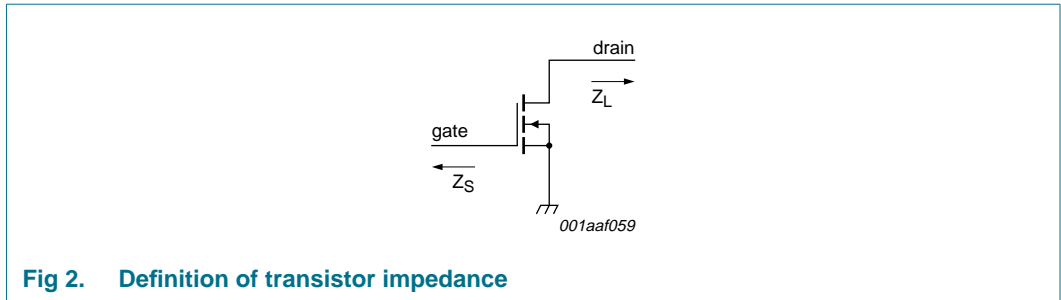 drain
Z_L
gate
Z_S
001aaf059
Fig 2. Definition of transistor impedance